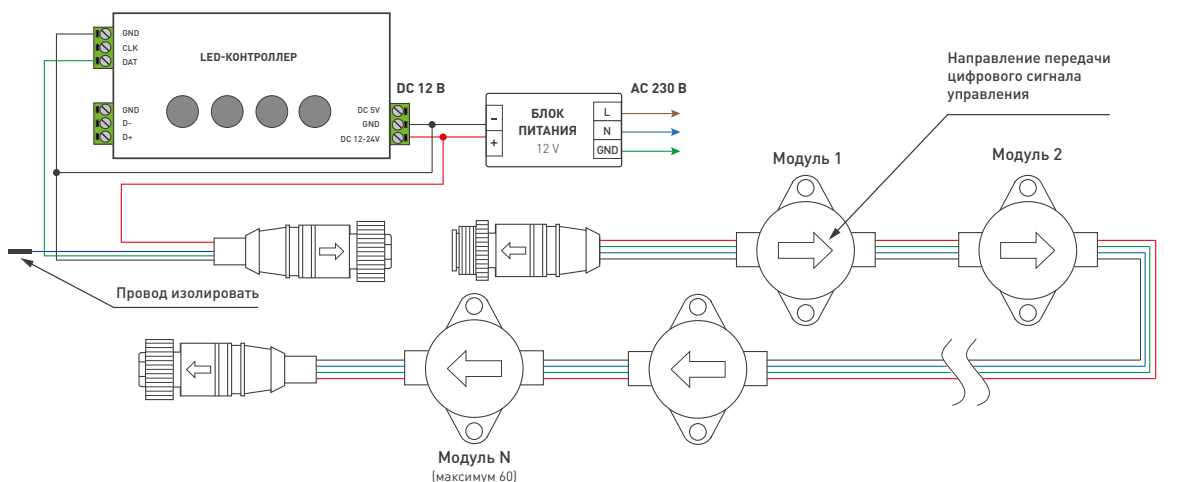 GND
CLK
DAT
LED-КОНТРОЛЛЕР
GND
D-
D+
DC 5V
GND
DC 12-24V
DC 12 В
–
+
БЛОК
ПИТАНИЯ
12 V
L
N
GND
AC 230 В
Направление передачи
цифрового сигнала
управления
Модуль 1
Модуль 2
Провод изолировать
Модуль N
(максимум 60)